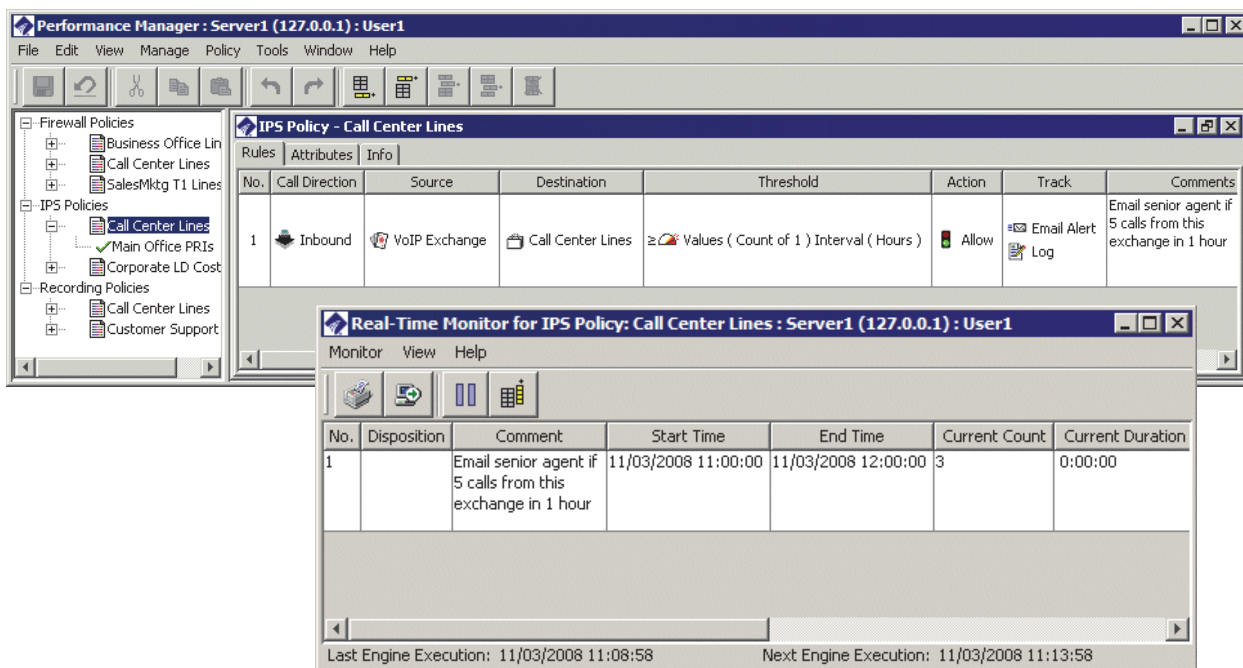 Performance Manager : Server1 (127.0.0.1) : User1
File Edit View Manage Policy Tools Window Help
Firewall Policies
Business Office Lin
Call Center Lines
SalesMktg T1 Lines
IPS Policies
Call Center Lines
Main Office PRIs
Corporate LD Cost
Recording Policies
Call Center Lines
Customer Support
IPS Policy - Call Center Lines
Rules Attributes Info
No. Call Direction Source Destination Threshold Action Track Comments
1 Inbound VoIP Exchange Call Center Lines ≥ Values ( Count of 1 ) Interval ( Hours ) Allow
Email Alert
Log
Email senior agent if
5 calls from this
exchange in 1 hour
Real-Time Monitor for IPS Policy: Call Center Lines : Server1 (127.0.0.1) : User1
Monitor View Help
No. Disposition Comment Start Time End Time Current Count Current Duration
1 Email senior agent if 11/03/2008 11:00:00 11/03/2008 12:00:00 3 0:00:00
5 calls from this
exchange in 1 hour
Last Engine Execution: 11/03/2008 11:08:58 Next Engine Execution: 11/03/2008 11:13:58